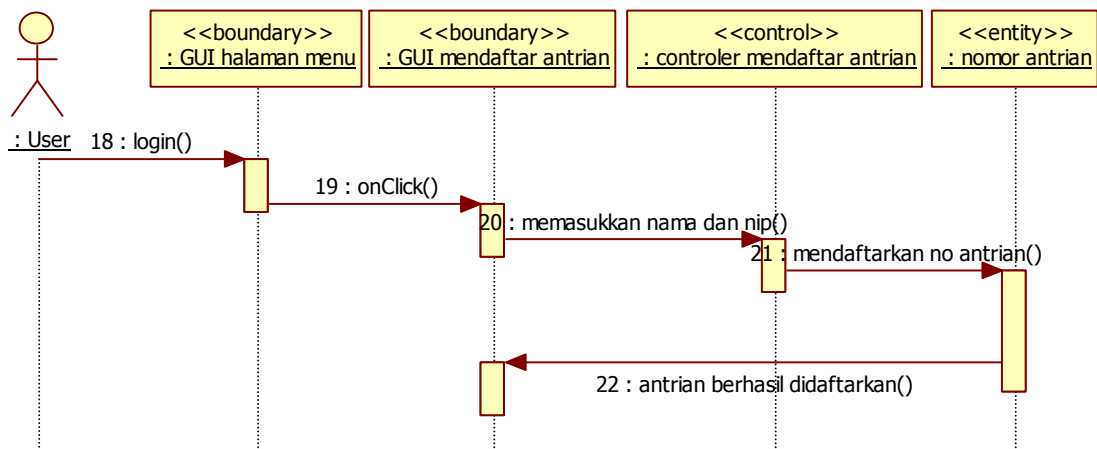 <<boundary>>
: GUI halaman menu
<<boundary>>
: GUI mendaftar antrian
<<control>>
: controler mendaftar antrian
<<entity>>
: nomor antrian
: User
18 : login()
19 : onClick()
20 : memasukkan nama dan nip()
21 : mendaftarkan no antrian()
22 : antrian berhasil didaftarkan()